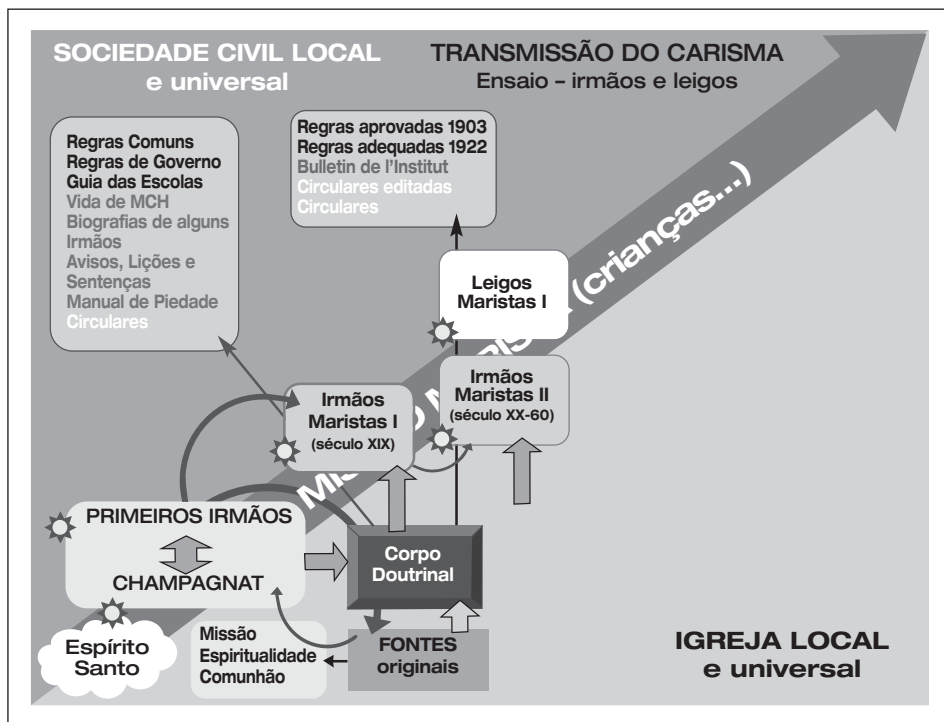 SOCIEDADE CIVIL LOCAL
e universal
TRANSMISSÃO DO CARISMA
Ensaio – irmãos e leigos
Regras Comuns
Regras de Governo
Guia das Escolas
Vida de MCH
Biografias de alguns
Irmãos
Avisos, Lições e
Sentenças
Manual de Piedade
Circulares
Regras aprovadas 1903
Regras adequadas 1922
Bulletin de l'Institut
Circulares editadas
Circulares
(crianças...)
Leigos
Maristas I
Irmãos
Maristas I
(século XIX)
Irmãos
Maristas II
(século XX-60)
PRIMEIROS IRMÃOS
CHAMPAGNAT
Corpo
Doutrinal
Espírito
Santo
Missão
Espiritualidade
Comunhão
FONTES
originais
IGREJA LOCAL
e universal